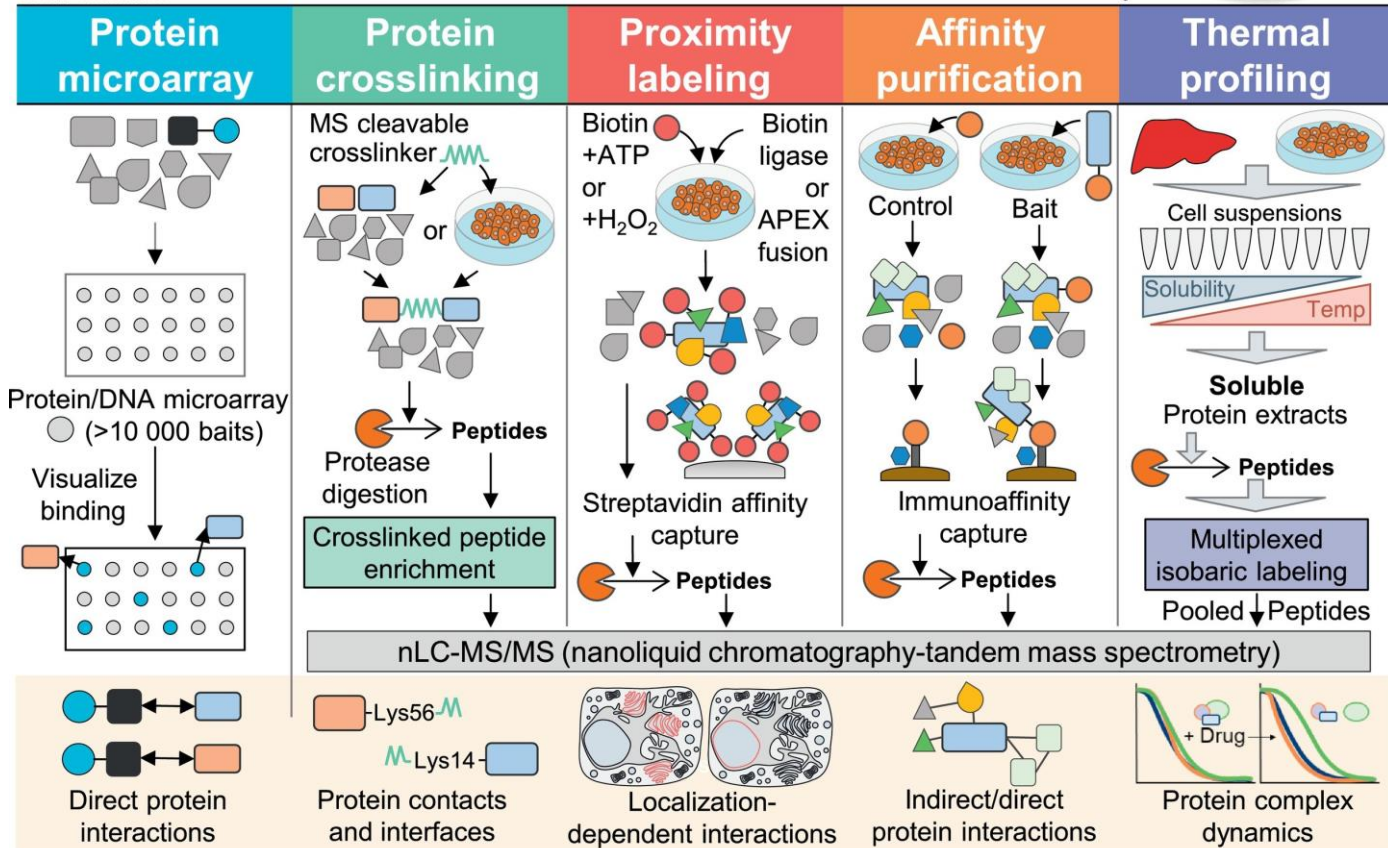 Protein
microarray
Protein
crosslinking
Proximity
labeling
Affinity
purification
Thermal
profiling
Protein/DNA microarray
(>10 000 baits)
Visualize
binding
Direct protein
interactions
MS cleavable
crosslinker
or
Peptides
Protease
digestion
Crosslinked peptide
enrichment
Lys56
Lys14
Protein contacts
and interfaces
Biotin
+ATP
or
+H₂O₂
Biotin
ligase
or
APEX
fusion
Streptavidin affinity
capture
Peptides
Localization-
dependent interactions
Control
Bait
Immunoaffinity
capture
Peptides
Indirect/direct
protein interactions
Cell suspensions
Solubility
Temp
Soluble
Protein extracts
Peptides
Multiplexed
isobaric labeling
Pooled Peptides
nLC-MS/MS (nanoliquid chromatography-tandem mass spectrometry)
+ Drug
Protein complex
dynamics